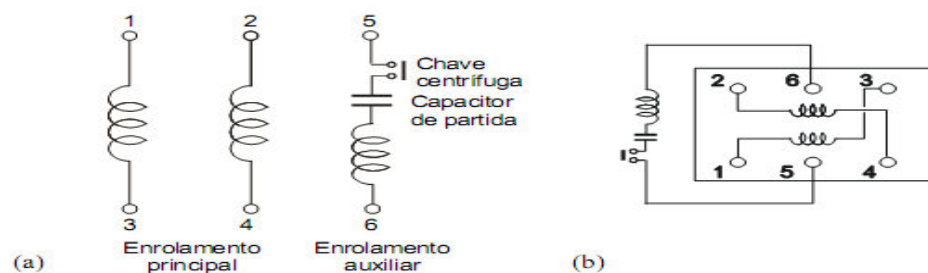 1 2 5
Chave
centrífuga
Capacitor
de partida
3 4 6
Enrolamento
principal
Enrolamento
auxiliar
(a)
2 6 3
1 5 4
(b)